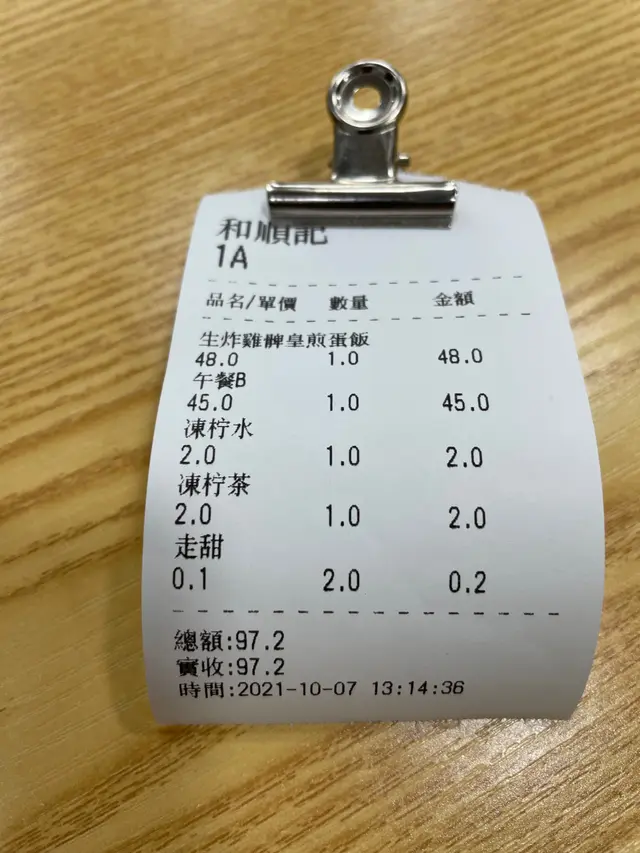 和順記
1A
品名/單價 數量 金額
生炸雞髀皇煎蛋飯
48.0 1.0 48.0
午餐B
45.0 1.0 45.0
凍柠水
2.0 1.0 2.0
凍柠茶
2.0 1.0 2.0
走甜
0.1 2.0 0.2
總額:97.2
實收:97.2
時間:2021-10-07 13:14:36